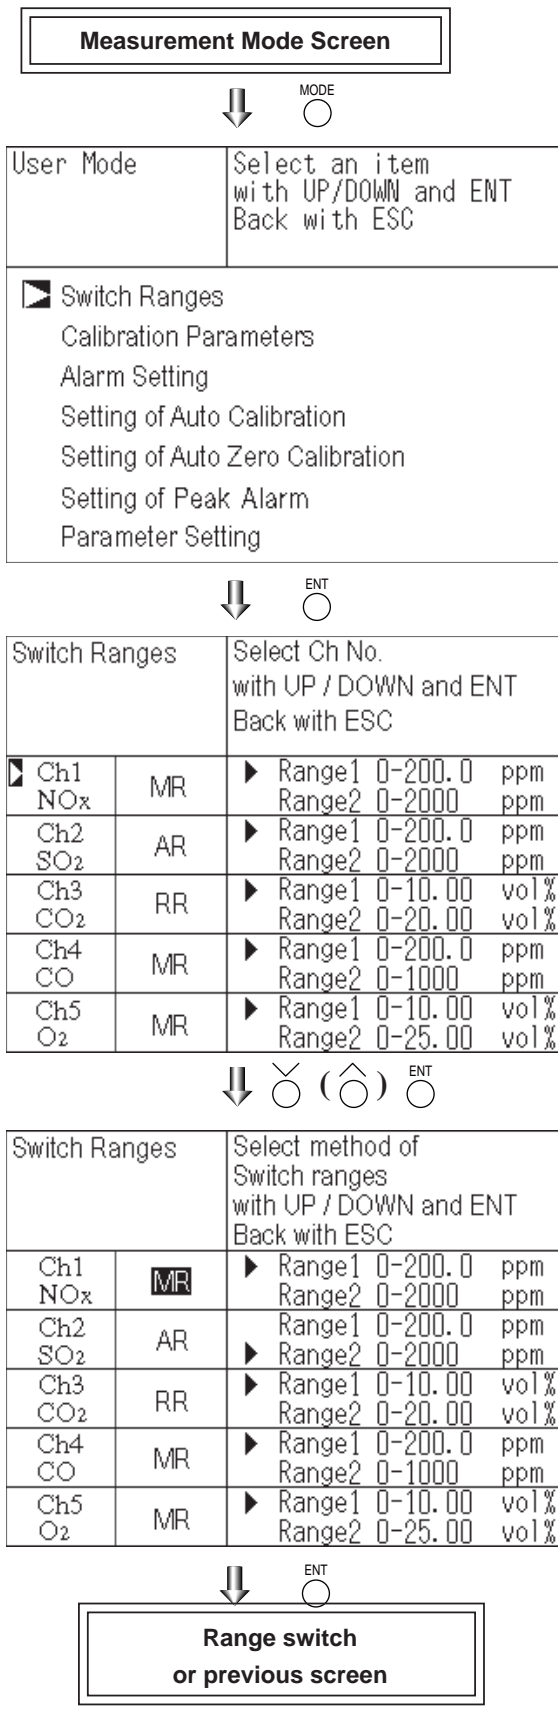 Measurement Mode Screen
MODE
User Mode
Select an item
with UP/DOWN and ENT
Back with ESC
Switch Ranges
Calibration Parameters
Alarm Setting
Setting of Auto Calibration
Setting of Auto Zero Calibration
Setting of Peak Alarm
Parameter Setting
ENT
Switch Ranges
Select Ch No.
with UP / DOWN and ENT
Back with ESC
Ch1 NOx MR Range1 0-200.0 ppm
Range2 0-2000 ppm
Ch2 SO2 AR Range1 0-200.0 ppm
Range2 0-2000 ppm
Ch3 CO2 RR Range1 0-10.00 vol%
Range2 0-20.00 vol%
Ch4 CO MR Range1 0-200.0 ppm
Range2 0-1000 ppm
Ch5 O2 MR Range1 0-10.00 vol%
Range2 0-25.00 vol%
( ) ENT
Switch Ranges
Select method of
Switch ranges
with UP / DOWN and ENT
Back with ESC
Ch1 NOx MR Range1 0-200.0 ppm
Range2 0-2000 ppm
Ch2 SO2 AR Range1 0-200.0 ppm
Range2 0-2000 ppm
Ch3 CO2 RR Range1 0-10.00 vol%
Range2 0-20.00 vol%
Ch4 CO MR Range1 0-200.0 ppm
Range2 0-1000 ppm
Ch5 O2 MR Range1 0-10.00 vol%
Range2 0-25.00 vol%
ENT
Range switch
or previous screen